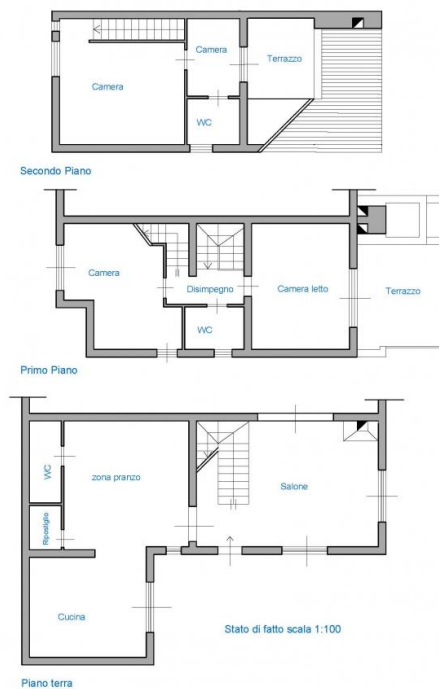 Camera
Camera
Terrazzo
WC
Secondo Piano
Camera
Disimpegno
Camera letto
Terrazzo
WC
Primo Piano
WC
zona pranzo
Salone
Ripostiglio
Cucina
Stato di fatto scala 1:100
Piano terra